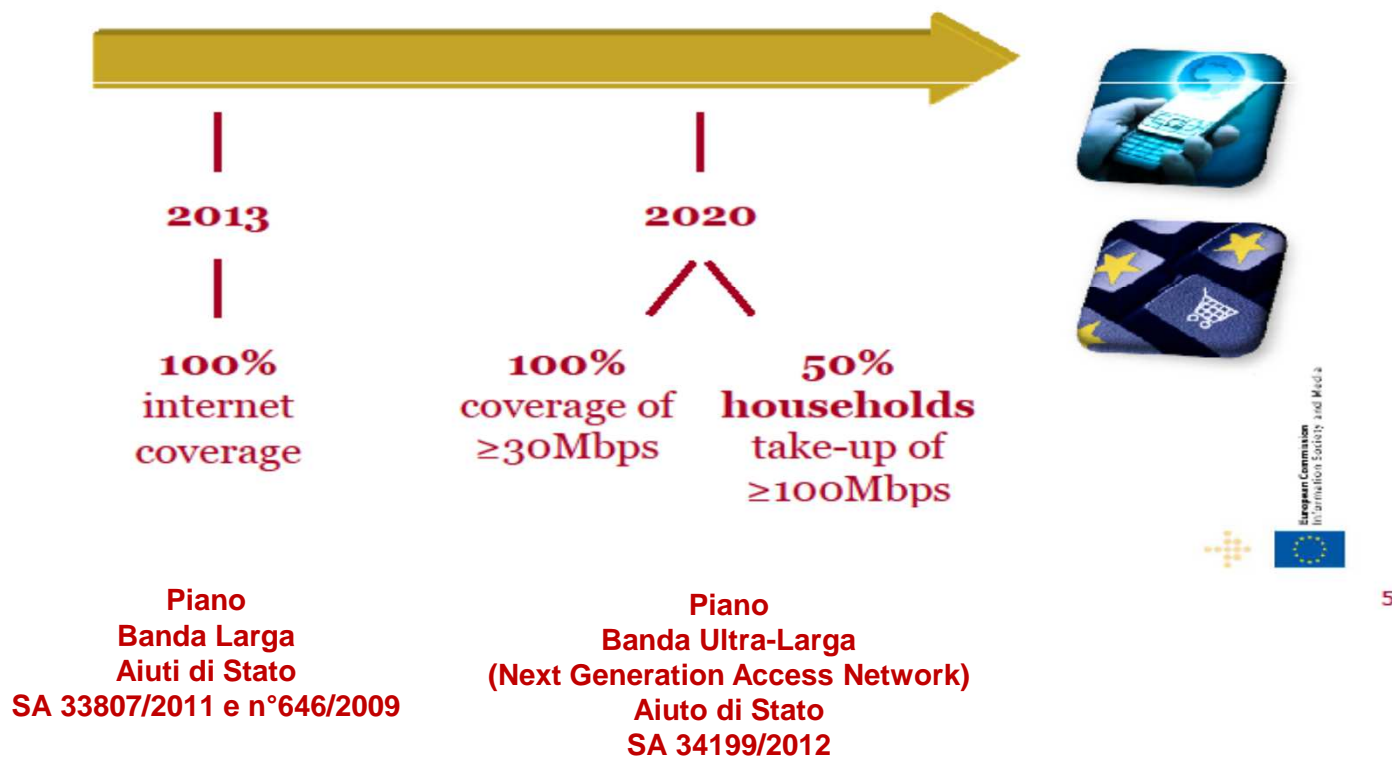 2013
2020
100%
internet
coverage
100%
coverage of
≥30Mbps
50%
households
take-up of
≥100Mbps
European Commission
Information Society and Media
5
Piano
Banda Larga
Aiuti di Stato
SA 33807/2011 e n°646/2009
Piano
Banda Ultra-Larga
(Next Generation Access Network)
Aiuto di Stato
SA 34199/2012